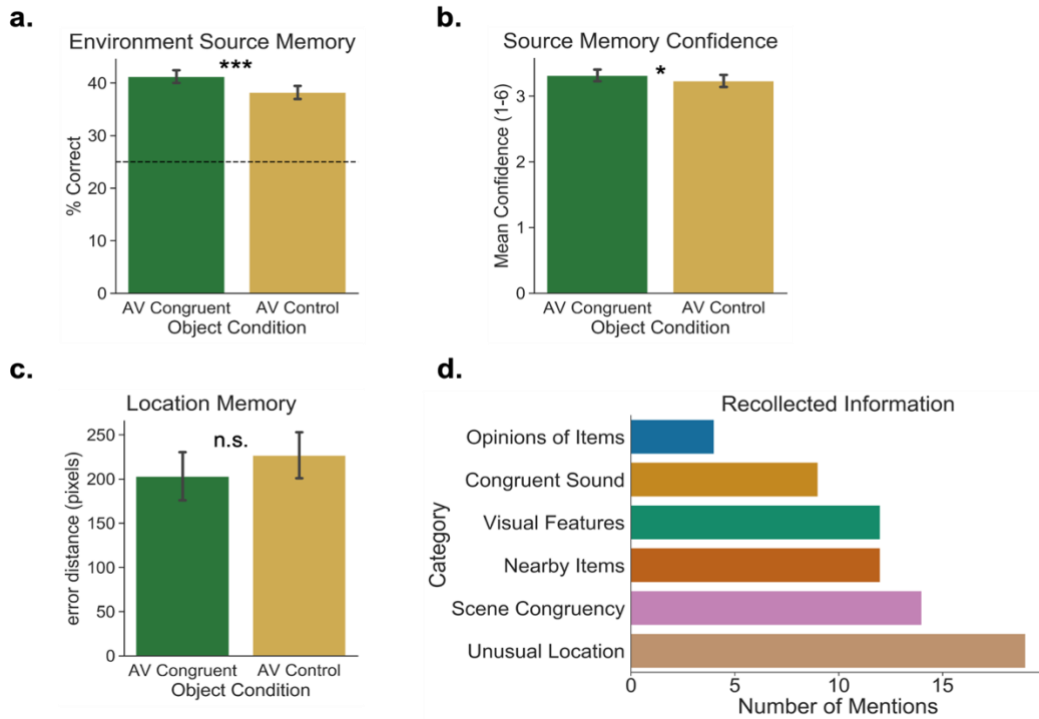 a.
Environment Source Memory
***
% Correct
40
30
20
10
0
AV Congruent AV Control
Object Condition
b.
Source Memory Confidence
*
Mean Confidence (1-6)
3
2
1
0
AV Congruent AV Control
Object Condition
c.
Location Memory
n.s.
error distance (pixels)
250
200
150
100
50
0
AV Congruent AV Control
Object Condition
d.
Recollected Information
Category
Opinions of Items
Congruent Sound
Visual Features
Nearby Items
Scene Congruency
Unusual Location
0 5 10 15
Number of Mentions